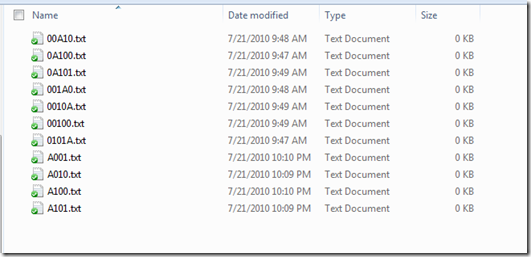 Name Date modified Type Size
00A10.txt 7/21/2010 9:48 AM Text Document 0 KB
0A100.txt 7/21/2010 9:47 AM Text Document 0 KB
0A101.txt 7/21/2010 9:49 AM Text Document 0 KB
001A0.txt 7/21/2010 9:48 AM Text Document 0 KB
0010A.txt 7/21/2010 9:49 AM Text Document 0 KB
00100.txt 7/21/2010 9:49 AM Text Document 0 KB
0101A.txt 7/21/2010 9:47 AM Text Document 0 KB
A001.txt 7/21/2010 10:10 PM Text Document 0 KB
A010.txt 7/21/2010 10:09 PM Text Document 0 KB
A100.txt 7/21/2010 10:10 PM Text Document 0 KB
A101.txt 7/21/2010 10:09 PM Text Document 0 KB